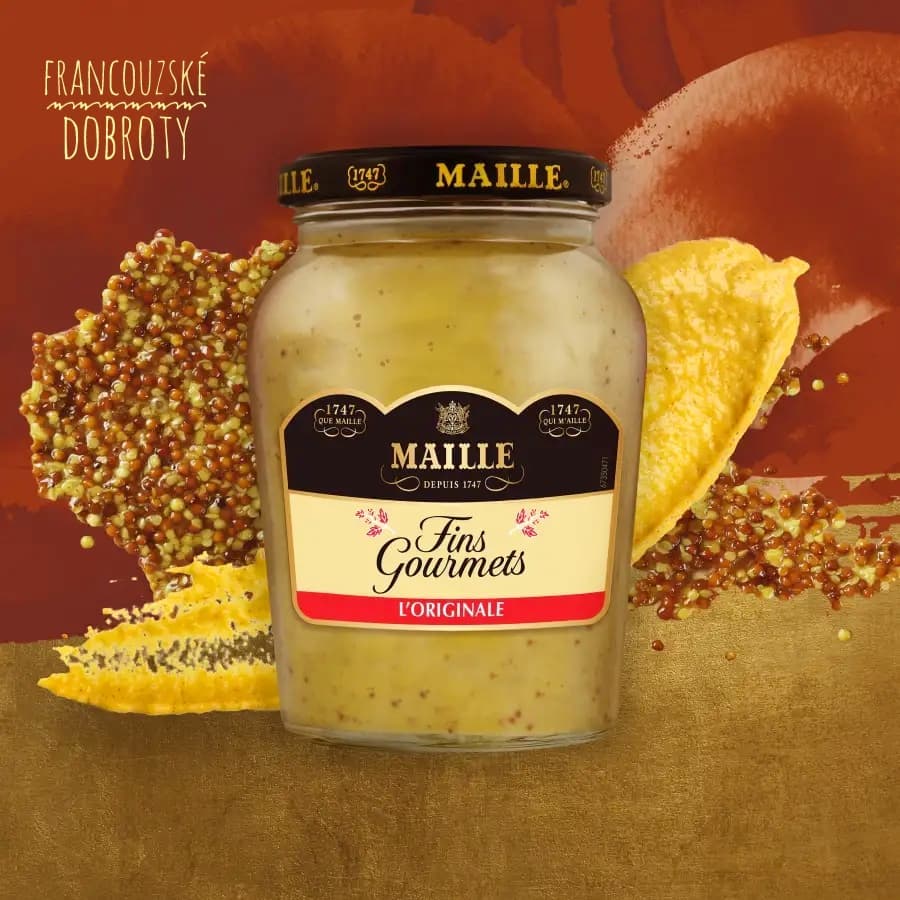 FRANCOUZSKÉ
DOBROTY
1747
MAILLE®
1747
QUE MAILLE
1747
QUI M'AILLE
MAILLE
DEPUIS 1747
Fins
Gourmets
L'ORIGINALE